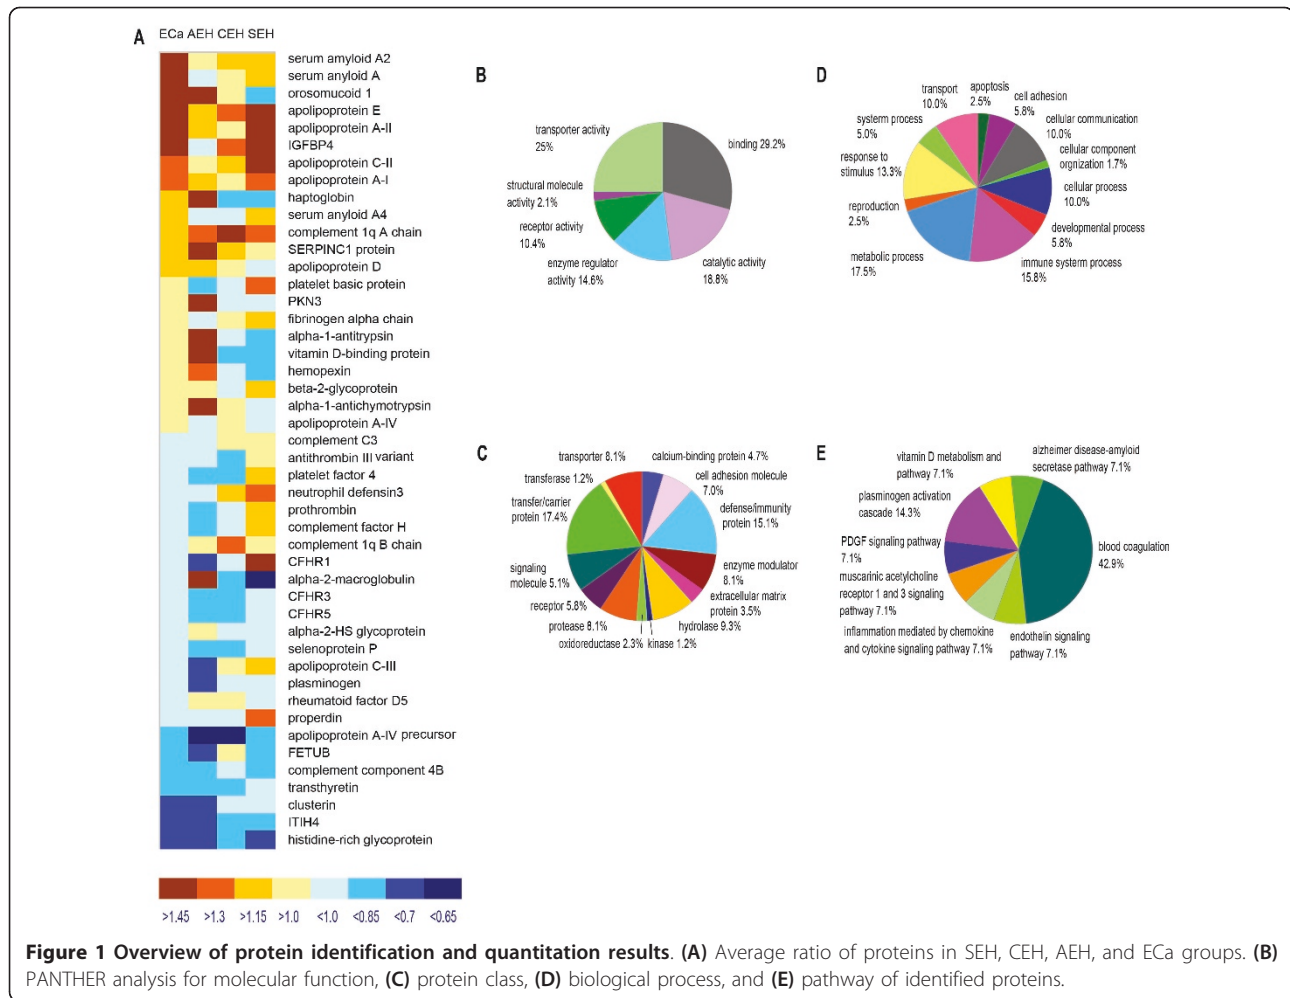 A
ECa AEH CEH SEH
serum amyloid A2
serum anyloid A
orosomucoid 1
apolipoprotein E
apolipoprotein A-II
IGFBP4
apolipoprotein C-II
apolipoprotein A-I
haptoglobin
serum anyloid A4
complement 1q A chain
SERPINC1 protein
apolipoprotein D
platelet basic protein
PKN3
fibrinogen alpha chain
alpha-1-antitrypsin
vitamin D-binding protein
hemopexin
beta-2-glycoprotein
alpha-1-antichymotrypsin
apolipoprotein A-IV
complement C3
antithrombin III variant
platelet factor 4
neutrophil defensin3
prothrombin
complement factor H
complement 1q B chain
CFHR1
alpha-2-macroglobulin
CFHR3
CFHR5
alpha-2-HS glycoprotein
selenoprotein P
apolipoprotein C-III
plasminogen
rheumatoid factor D5
properdin
apolipoprotein A-IV precursor
FETUB
complement component 4B
transthyretin
clusterin
ITIH4
histidine-rich glycoprotein
>1.45 >1.3 >1.15 >1.0 <1.0 <0.85 <0.7 <0.65
B
transporter activity
25%
structural molecule
activity 2.1%
receptor activity
10.4%
enzyme regulator
activity 14.6%
catalytic activity
18.8%
binding 29.2%
D
transport
10.0%
apoptosis
2.5%
cell adhesion
5.8%
cellular communication
10.0%
cellular component
orgnization 1.7%
cellular process
10.0%
developmental process
5.8%
immune systerm process
15.8%
metabolic process
17.5%
reproduction
2.5%
response to
stimulus 13.3%
systerm process
5.0%
C
transporter 8.1%
transferase 1.2%
transfer/carrier
protein 17.4%
signaling
molecule 5.1%
receptor 5.8%
protease 8.1%
oxidoreductase 2.3%
kinase 1.2%
hydrolase 9.3%
extracellular matrix
protein 3.5%
enzyme modulator
8.1%
defense/immunity
protein 15.1%
cell adhesion molecule
7.0%
calcium-binding protein 4.7%
E
vitamin D metabolism and
pathway 7.1%
alzheimer disease-amyloid
secretase pathway 7.1%
plasminogen activation
cascade 14.3%
PDGF signaling pathway
7.1%
muscarinic acetylcholine
receptor 1 and 3 signaling
pathway 7.1%
inflammation mediated by chemokine
and cytokine signaling pathway 7.1%
endothelin signaling
pathway 7.1%
blood coagulation
42.9%
Figure 1 Overview of protein identification and quantitation results. (A) Average ratio of proteins in SEH, CEH, AEH, and ECa groups. (B)
PANTHER analysis for molecular function, (C) protein class, (D) biological process, and (E) pathway of identified proteins.